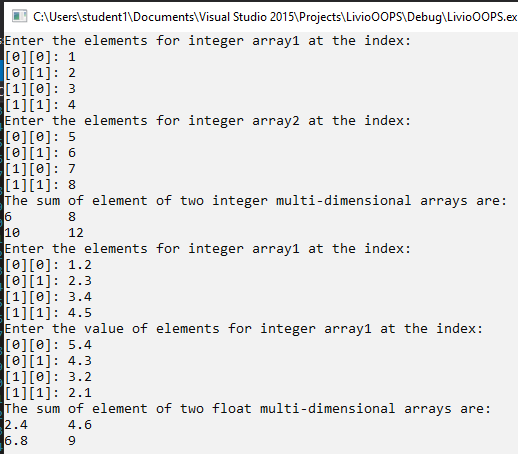 C:\Users\student1\Documents\Visual Studio 2015\Projects\LivioOOPS\Debug\LivioOOPS.ex
Enter the elements for integer array1 at the index:
[0][0]: 1
[0][1]: 2
[1][0]: 3
[1][1]: 4
Enter the elements for integer array2 at the index:
[0][0]: 5
[0][1]: 6
[1][0]: 7
[1][1]: 8
The sum of element of two integer multi-dimensional arrays are:
6 8
10 12
Enter the elements for integer array1 at the index:
[0][0]: 1.2
[0][1]: 2.3
[1][0]: 3.4
[1][1]: 4.5
Enter the value of elements for integer array1 at the index:
[0][0]: 5.4
[0][1]: 4.3
[1][0]: 3.2
[1][1]: 2.1
The sum of element of two float multi-dimensional arrays are:
2.4 4.6
6.8 9